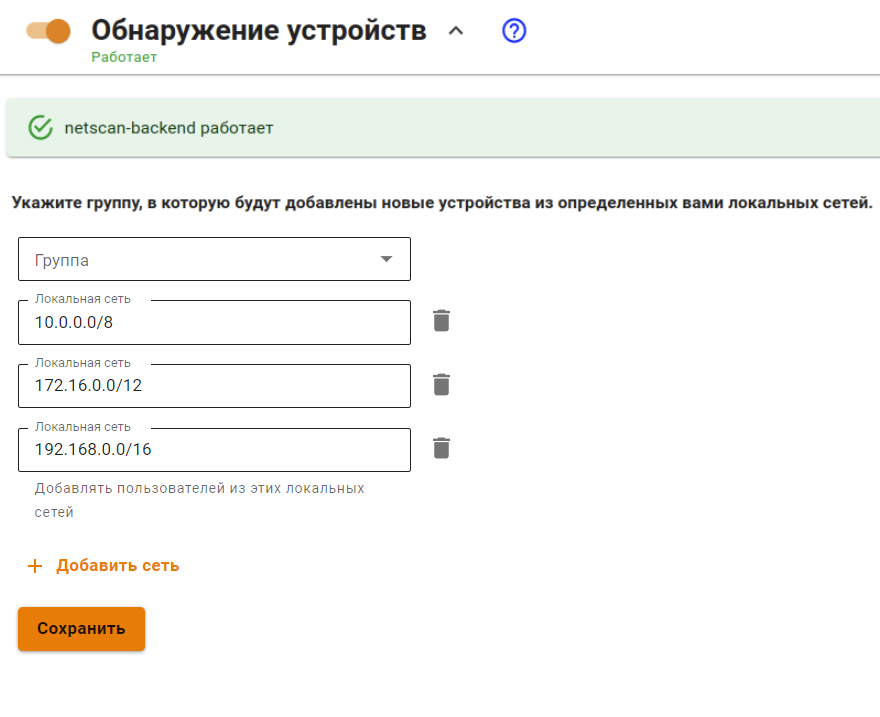 Обнаружение устройств
Работает
netscan-backend работает
Укажите группу, в которую будут добавлены новые устройства из определенных вами локальных сетей.
Группа
Локальная сеть
10.0.0.0/8
Локальная сеть
172.16.0.0/12
Локальная сеть
192.168.0.0/16
Добавлять пользователей из этих локальных
сетей
+ Добавить сеть
Сохранить